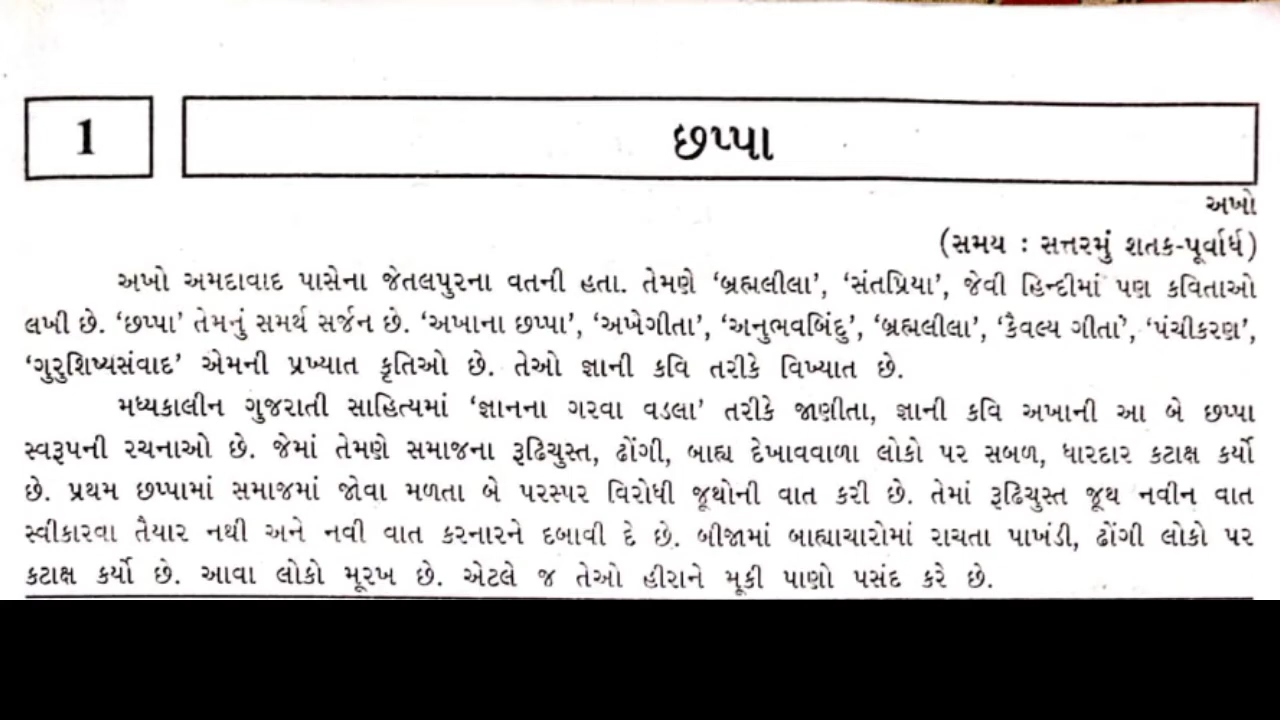 1
છપ્પા
અખો
(સમય : સત્તરમું શતક-પૂર્વાર્ધ)
અખો અમદાવાદ પાસેના જેતલપુરના વતની હતા. તેમણે ‘બ્રહ્મલીલા’, ‘સંતપ્રિયા’, જેવી હિન્દીમાં પણ કવિતાઓ
લખી છે. ‘છપ્પા’ તેમનું સમર્થ સર્જન છે. ‘અખાના છપ્પા’, ‘અખેગીતા’, ‘અનુભવબિંદુ’, ‘બ્રહ્મલીલા’, ‘કૈવલ્ય ગીતા’, ‘પંચીકરણ’,
‘ગુરુશિષ્યસંવાદ’ એમની પ્રખ્યાત કૃતિઓ છે. તેઓ જ્ઞાની કવિ તરીકે વિખ્યાત છે.
મધ્યકાલીન ગુજરાતી સાહિત્યમાં ‘જ્ઞાનના ગરવા વડલા’ તરીકે જાણીતા, જ્ઞાની કવિ અખાની આ બે છપ્પા
સ્વરૂપની રચનાઓ છે. જેમાં તેમણે સમાજના રૂઢિચુસ્ત, ઢોંગી, બાહ્ય દેખાવવાળા લોકો પર સબળ, ધારદાર કટાક્ષ કર્યો
છે. પ્રથમ છપ્પામાં સમાજમાં જોવા મળતા બે પરસ્પર વિરોધી જૂથોની વાત કરી છે. તેમાં રૂઢિચુસ્ત જૂથ નવીન વાત
સ્વીકારવા તૈયાર નથી અને નવી વાત કરનારને દબાવી દે છે. બીજામાં બાહ્યાચારોમાં રાચતા પાખંડી, ઢોંગી લોકો પર
કટાક્ષ કર્યો છે. આવા લોકો મૂરખ છે. એટલે જ તેઓ હીરાને મૂકી પાણો પસંદ કરે છે.